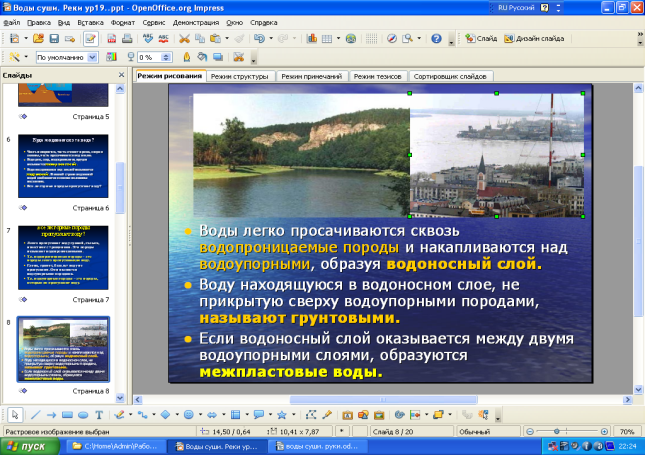 Воды суши. Реки ур19..ppt - OpenOffice.org Impress
RU Русский
Файл Правка Вид Вставка Формат Сервис Демонстрация Окно Справка
Слайд Дизайн слайда
По умолчанию 0 %
Слайды
Режим рисования Режим структуры Режим примечаний Режим тезисов Сортировщик слайдов
Страница 5
6
Страница 6
7
Страница 7
8
Страница 8
Воды легко просачиваются сквозь
водопроницаемые породы и накапливаются над
водоупорными, образуя водоносный слой.
Воду находящуюся в водоносном слое, не
прикрытую сверху водоупорными породами,
называют грунтовыми.
Если водоносный слой оказывается между двумя
водоупорными слоями, образуются
межпластовые воды.
Растровое изображение выбран 14,50 / 0,64 10,41 x 7,87 * Слайд 8 / 20 Обычный 70%
пуск C:\Home\Admin\Рабо... Воды суши. Реки ур... воды суши. руки.od... 22:24